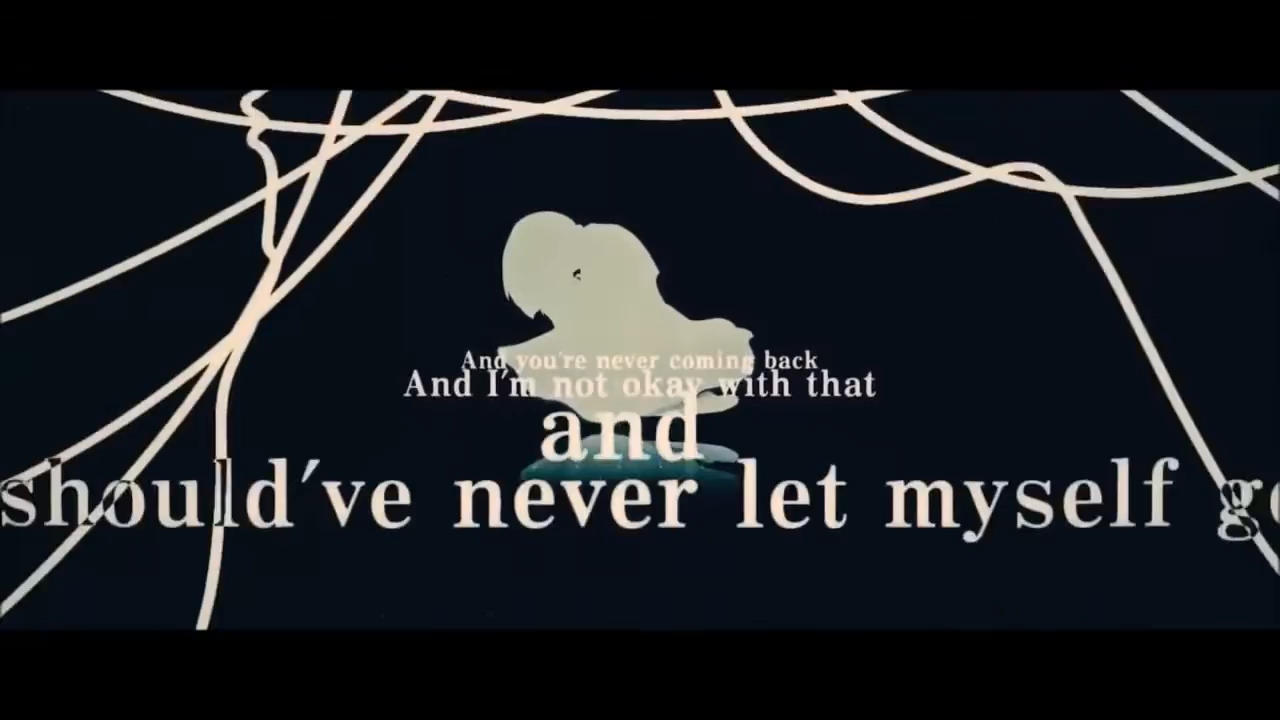 And you're never coming back
And I'm not okay with that
and
should've never let myself